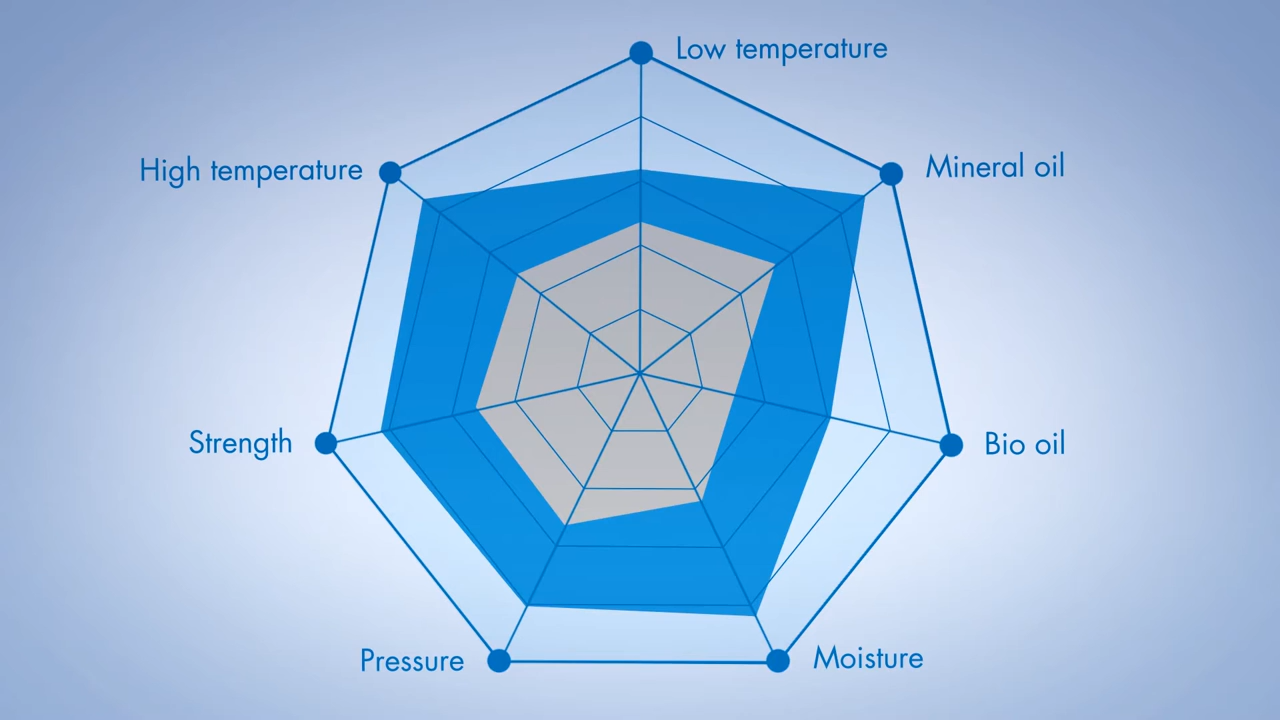 Low temperature
High temperature
Mineral oil
Strength
Bio oil
Pressure
Moisture